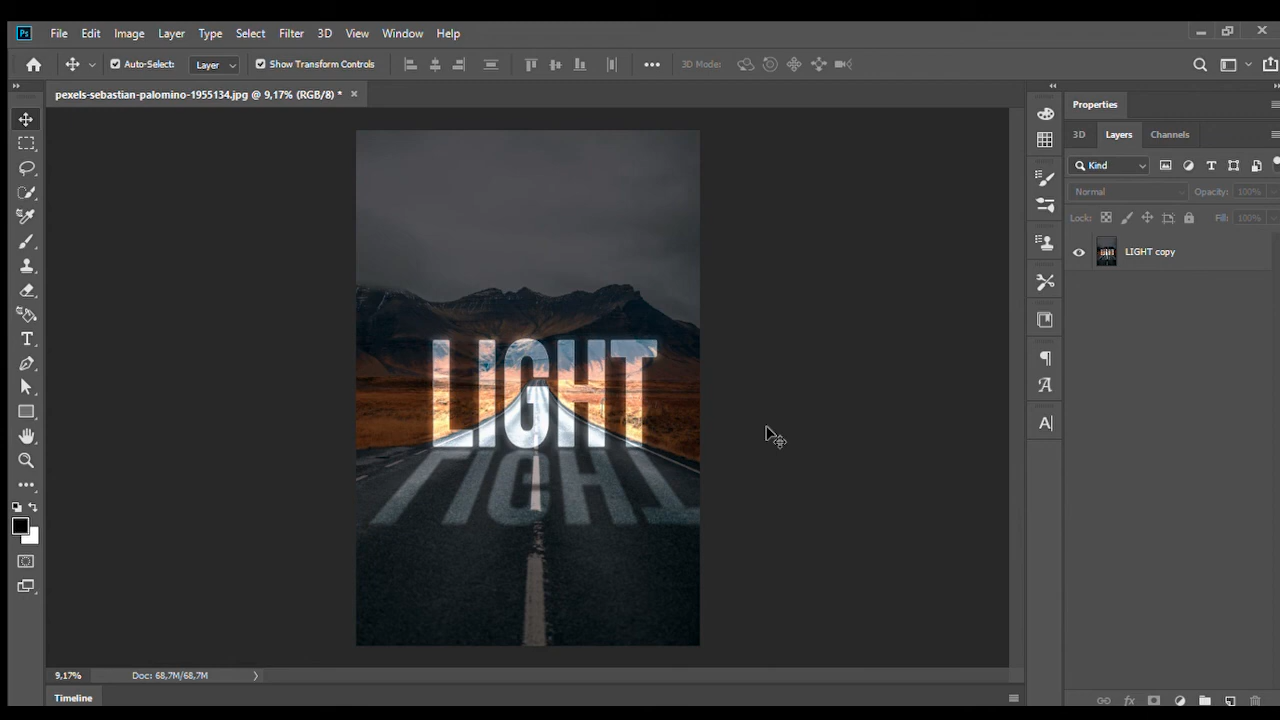 Ps File Edit Image Layer Type Select Filter 3D View Window Help
Auto-Select: Layer Show Transform Controls 3D Mode:
pexels-sebastian-palomino-1955134.jpg @ 9,17% (RGB/8) *
Properties
3D Layers Channels
Kind
Normal Opacity: 100%
Lock: Fill: 100%
LIGHT copy
LIGHT
LIGHT
9,17% Doc: 68,7M/68,7M
Timeline